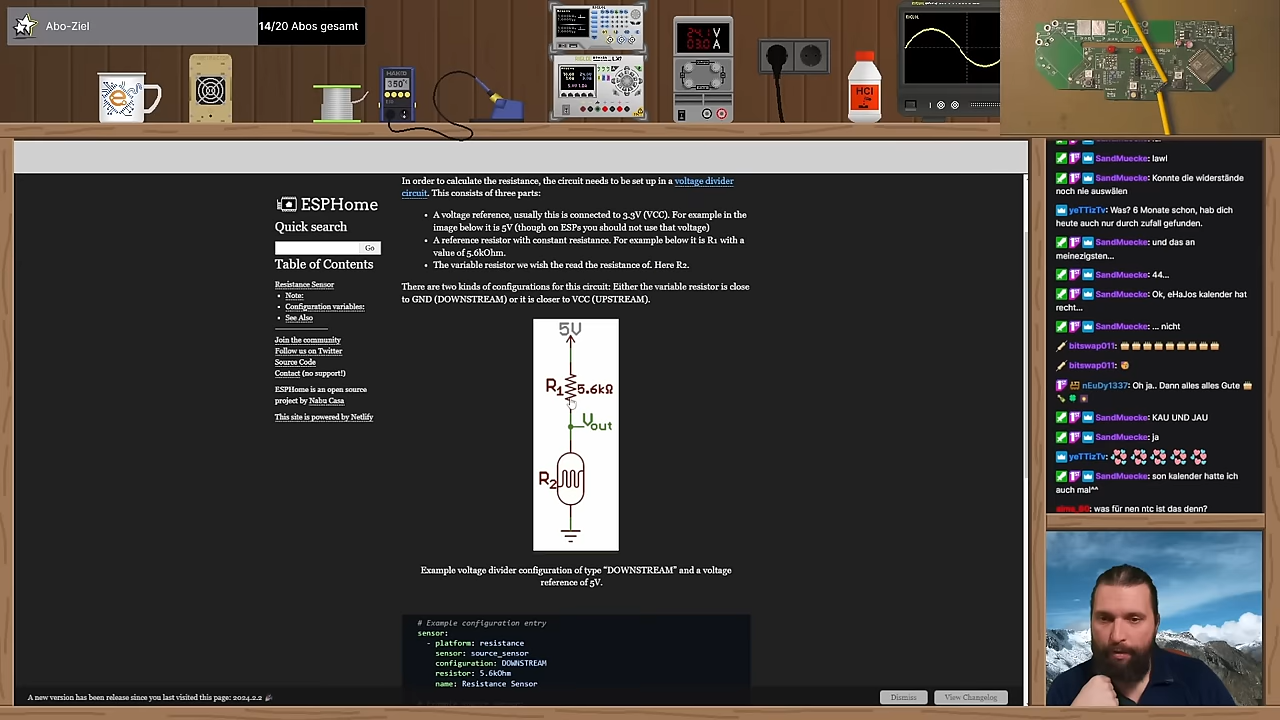 Abo-Ziel
14/20 Abos gesamt
24.1 V
03.0 A
HAKKO
350°
RIGOL
HCl
In order to calculate the resistance, the circuit needs to be set up in a voltage divider
circuit. This consists of three parts:
• A voltage reference, usually this is connected to 3.3V (VCC). For example in the
image below it is 5V (though on ESPs you should not use that voltage)
• A reference resistor with constant resistance. For example below it is R1 with a
value of 5.6kOhm.
• The variable resistor we wish the read the resistance of. Here R2.
There are two kinds of configurations for this circuit: Either the variable resistor is close
to GND (DOWNSTREAM) or it is closer to VCC (UPSTREAM).
5V
R1 5.6kΩ
Vout
R2
Example voltage divider configuration of type “DOWNSTREAM” and a voltage
reference of 5V.
# Example configuration entry
sensor:
- platform: resistance
sensor: source_sensor
configuration: DOWNSTREAM
resistor: 5.6kOhm
name: Resistance Sensor
ESPHome
Quick search
Go
Table of Contents
Resistance Sensor
• Note:
• Configuration variables:
• See Also
Join the community
Follow us on Twitter
Source Code
Contact (no support!)
ESPHome is an open source
project by Nabu Casa
This site is powered by Netlify
A new version has been release since you last visited this page: 2024.2.2 🎉
Dismiss
View Changelog
SandMuecke: lawl
SandMuecke: Konnte die widerstände
noch nie auswälen
yeTTizTv: Was? 6 Monate schon, hab dich
heute auch nur durch zufall gefunden.
SandMuecke: und das an
meinezigsten...
SandMuecke: 44...
SandMuecke: Ok, eHaJos kalender hat
recht...
SandMuecke: ... nicht
bitswap011:
bitswap011:
nEuDy1337: Oh ja.. Dann alles alles Gute
SandMuecke: KAU UND JAU
SandMuecke: ja
yeTTizTv:
SandMuecke: son kalender hatte ich
auch mal^^
was für nen ntc ist das denn?